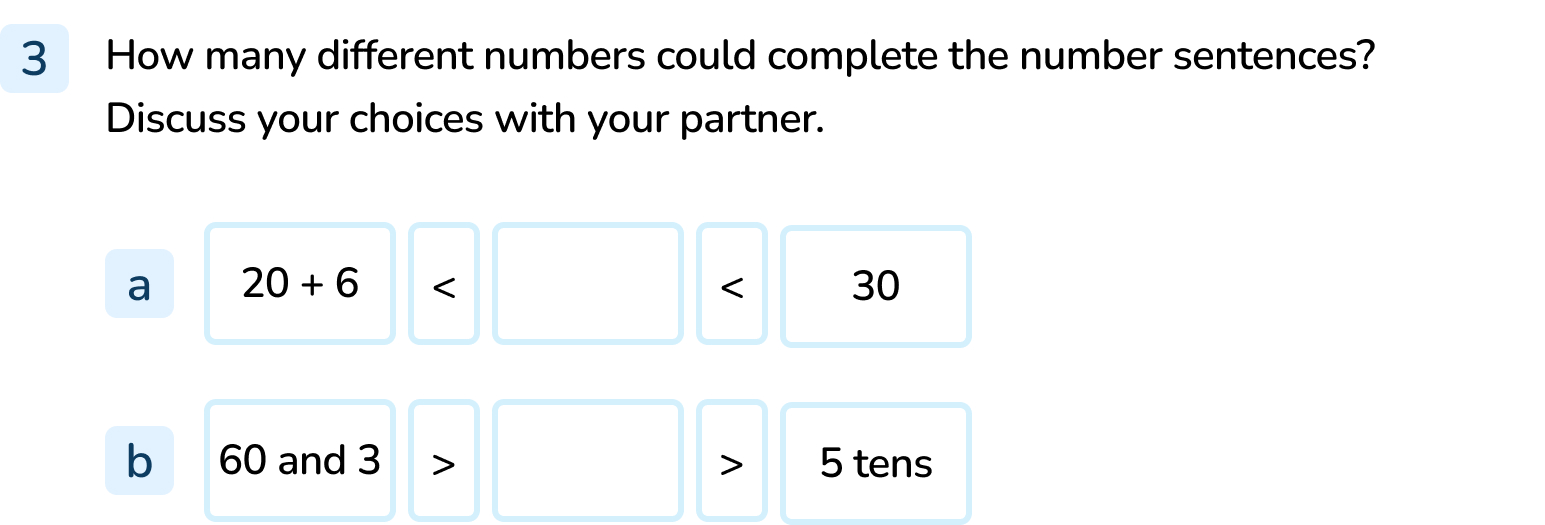 3 How many different numbers could complete the number sentences?
Discuss your choices with your partner.
a 20 + 6 < < 30
b 60 and 3 > > 5 tens